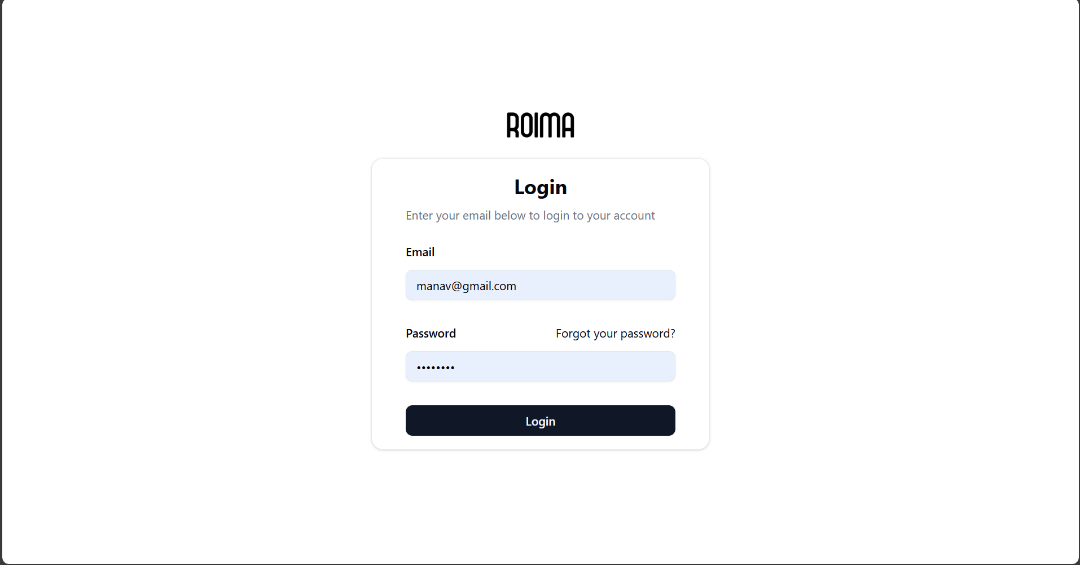 ROIMA
Login
Enter your email below to login to your account
Email
manav@gmail.com
Password Forgot your password?
••••••••
Login